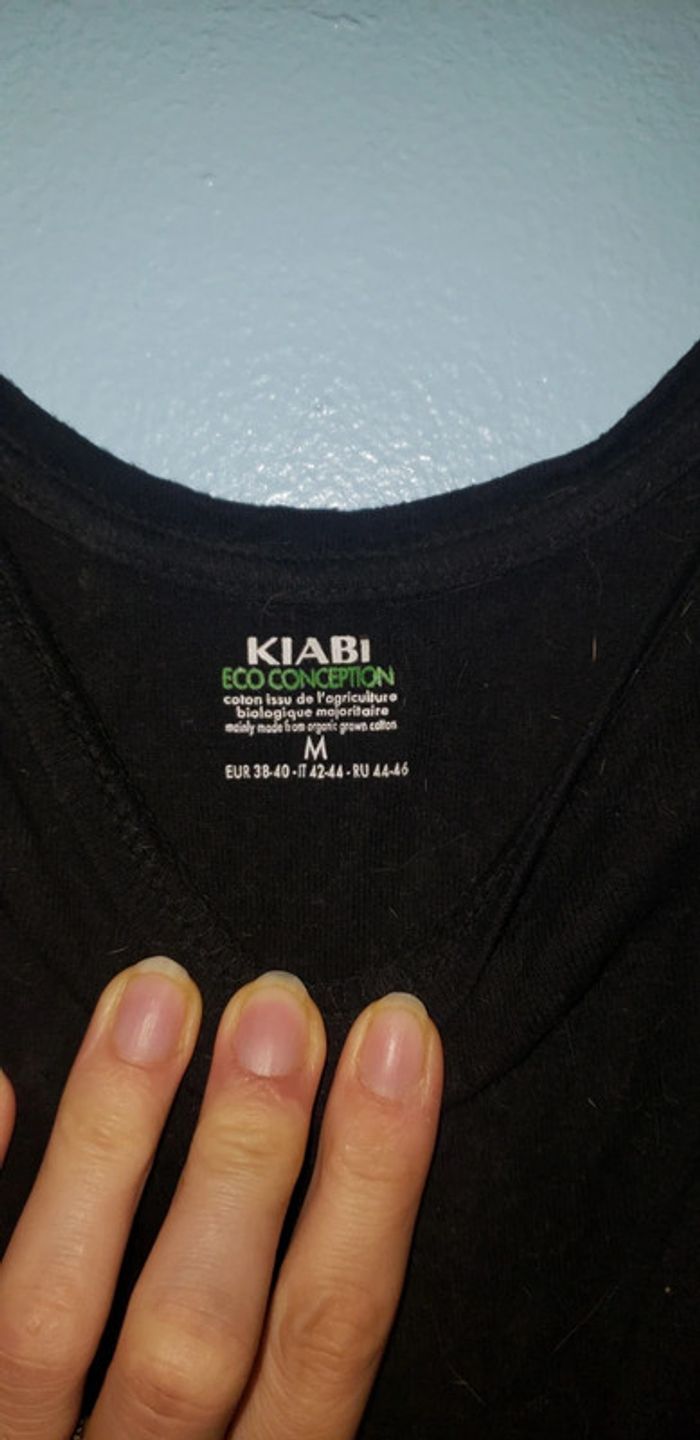 KIABI
ECO CONCEPTION
coton issu de l'agriculture
biologique majoritaire
mainly made from organic grown cotton
M
EUR 38-40 - IT 42-44 - RU 44-46